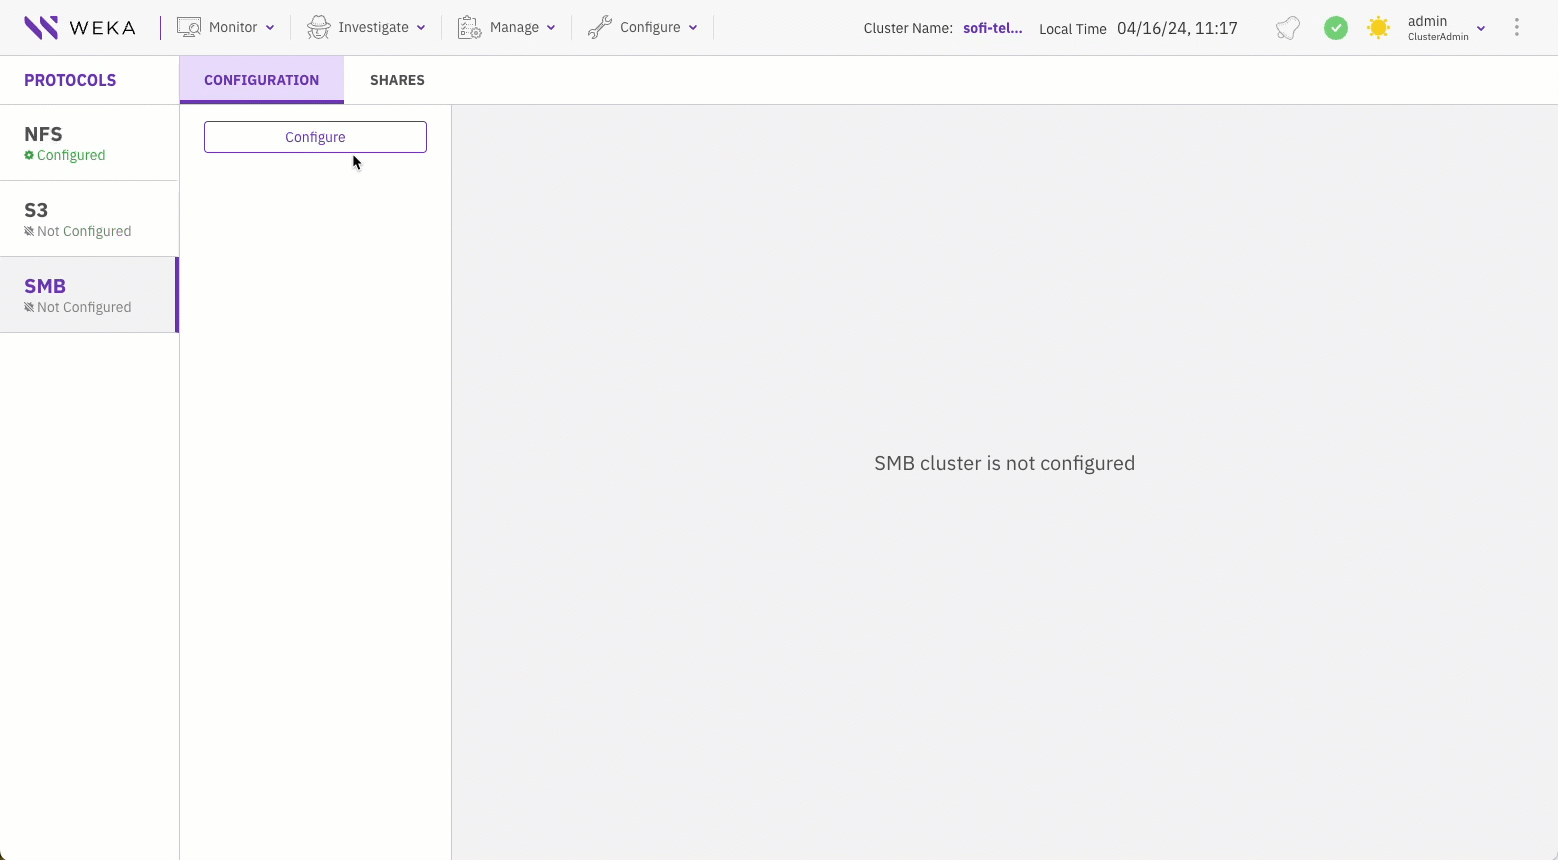 WEKA
Monitor
Investigate
Manage
Configure
Cluster Name: sofi-tel...
Local Time 04/16/24, 11:17
admin
ClusterAdmin
PROTOCOLS
CONFIGURATION
SHARES
NFS
Configured
S3
Not Configured
SMB
Not Configured
Configure
SMB cluster is not configured